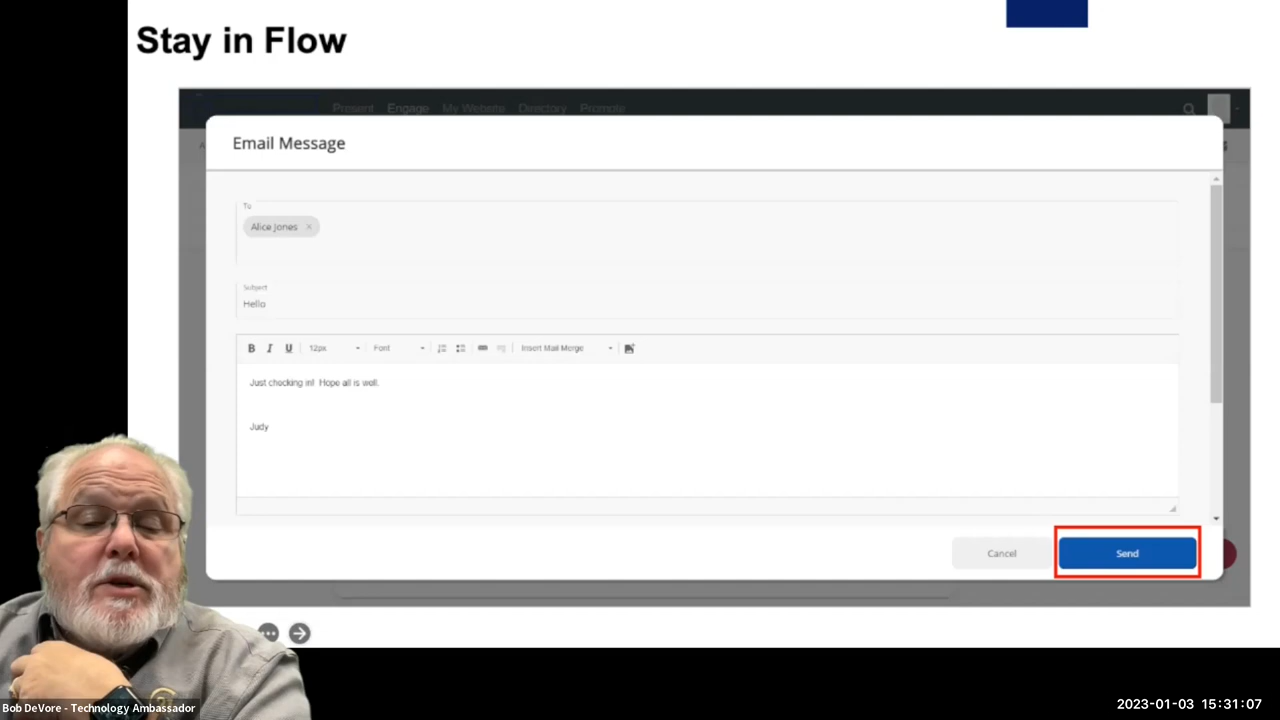 Stay in Flow
Present Engage My Website Directory Promote
Email Message
To
Alice Jones ×
Subject
Hello
B I U 12px Font Insert Mail Merge
Just checking in! Hope all is well.
Judy
Cancel Send
Bob DeVore - Technology Ambassador
2023-01-03 15:31:07